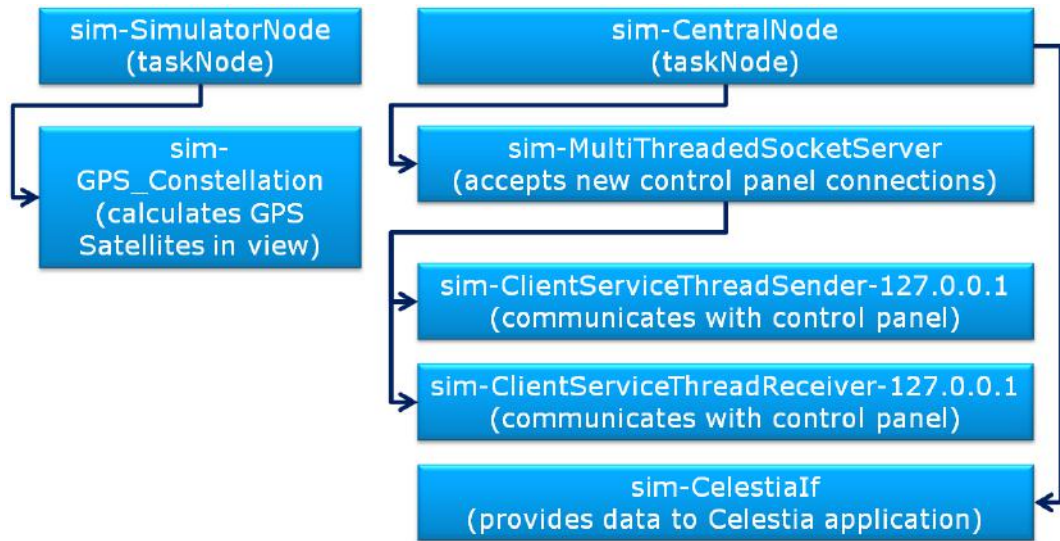 sim-SimulatorNode
(taskNode)
sim-
GPS_Constellation
(calculates GPS
Satellites in view)
sim-CentralNode
(taskNode)
sim-MultiThreadedSocketServer
(accepts new control panel connections)
sim-ClientServiceThreadSender-127.0.0.1
(communicates with control panel)
sim-ClientServiceThreadReceiver-127.0.0.1
(communicates with control panel)
sim-CelestiaIf
(provides data to Celestia application)